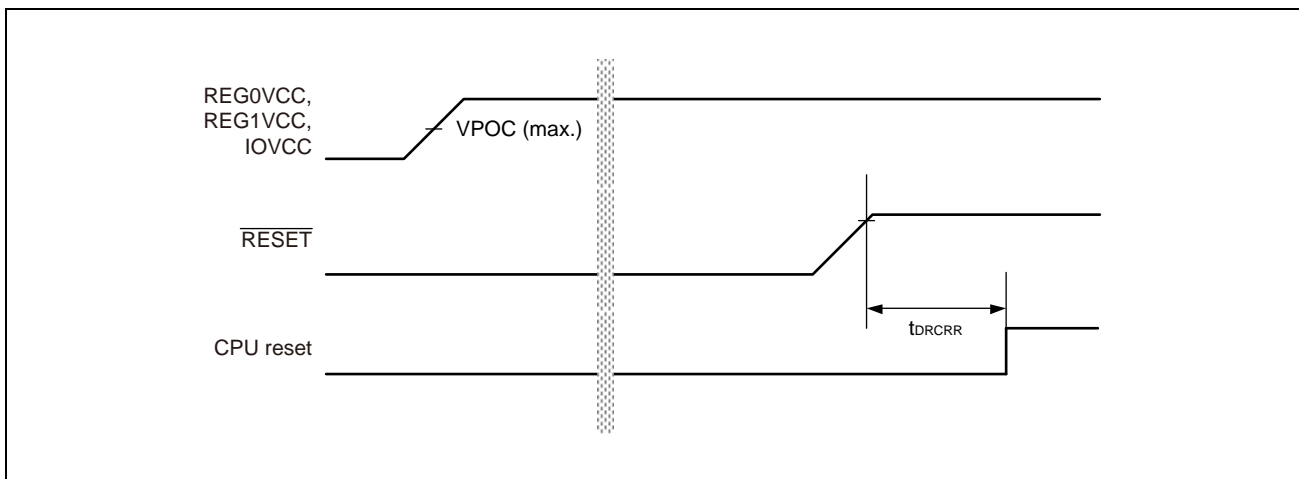 REG0VCC,
REG1VCC,
IOVCC
VPOC (max.)
RESET
tDRCRR
CPU reset